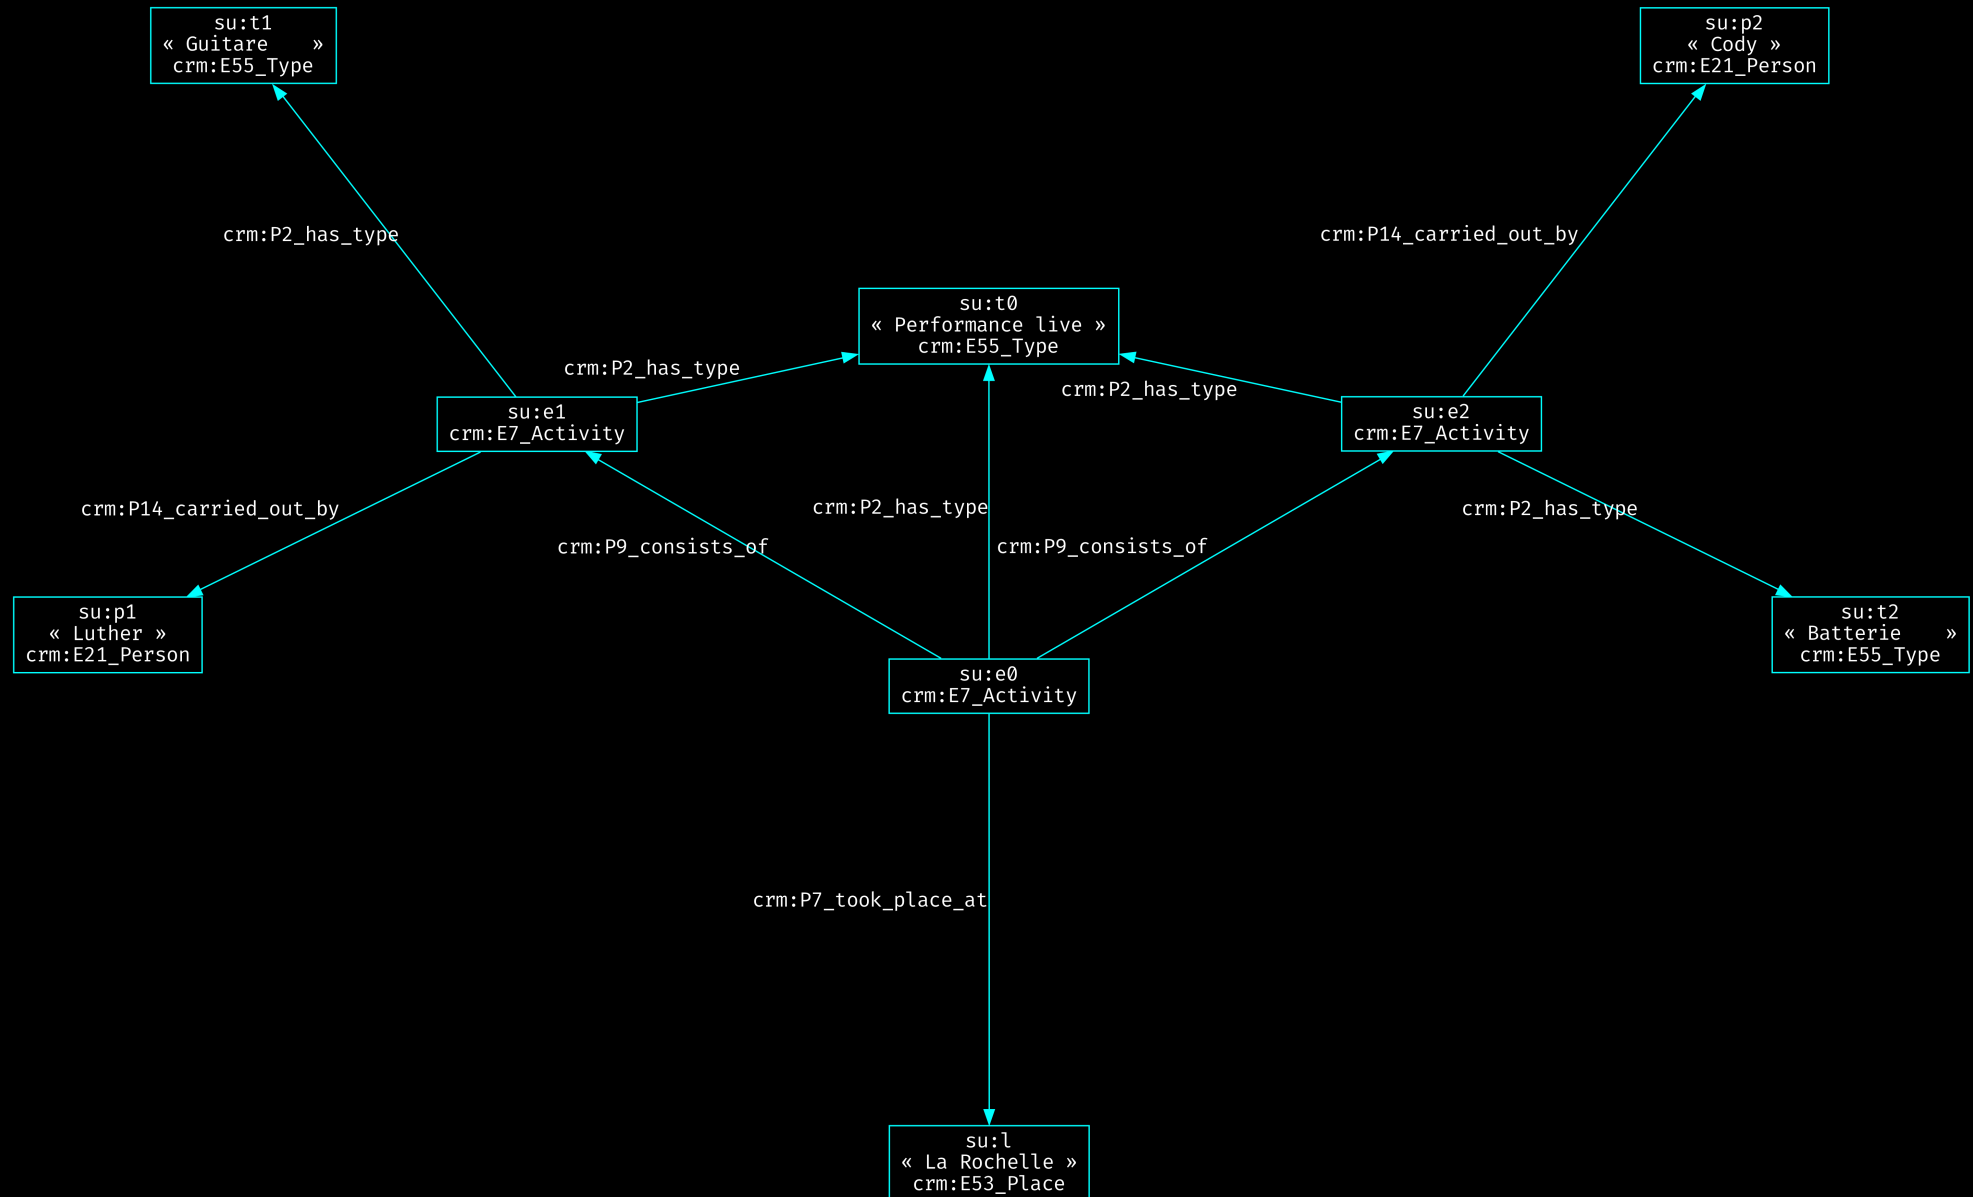 su:t1
« Guitare    »
crm:E55_Type
su:p2
« Cody »
crm:E21_Person
crm:P2_has_type
crm:P14_carried_out_by
su:t0
« Performance live »
crm:E55_Type
crm:P2_has_type
crm:P2_has_type
su:e1
crm:E7_Activity
su:e2
crm:E7_Activity
crm:P14_carried_out_by
crm:P2_has_type
crm:P2_has_type
crm:P9_consists_of
crm:P9_consists_of
su:p1
« Luther »
crm:E21_Person
su:t2
« Batterie    »
crm:E55_Type
su:e0
crm:E7_Activity
crm:P7_took_place_at
su:l
« La Rochelle »
crm:E53_Place